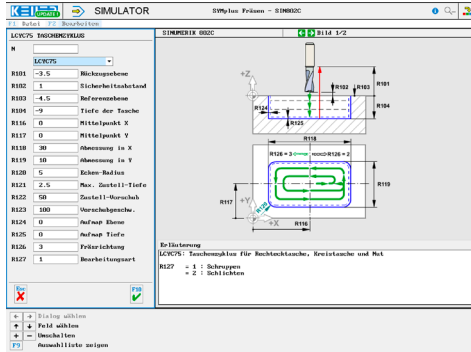 KELLER UPDATE! SIMULATOR SYMplus Fräsen - SIN802C
F1 Datei F2 Bearbeiten
LCYC75 TASCHENZYKLUS
N
LCYC75
R101 -3.5 Rückzugsebene
R102 1 Sicherheitsabstand
R103 -4.5 Referenzebene
R104 -9 Tiefe der Tasche
R116 0 Mittelpunkt X
R117 0 Mittelpunkt Y
R118 30 Abmessung in X
R119 10 Abmessung in Y
R120 5 Ecken-Radius
R121 2.5 Max. Zustell-Tiefe
R122 50 Zustell-Vorschub
R123 100 Vorschubgeschw.
R124 0 Aufmaß Ebene
R125 0 Aufmaß Tiefe
R126 3 Fräsrichtung
R127 1 Bearbeitungsart
Esc F10
SINUMERIK 802C Bild 1/2
+Z
R102 R103 R101
R124 R104
R125
R118
R126 = 3 R126 = 2
R119
R117 +Y R120
+X R116
Erläuterung
LCYC75: Taschenzyklus für Rechtecktasche, Kreistasche und Nut
R127 = 1 : Schruppen
= 2 : Schlichten
← → Dialog wählen
↑ ↓ Feld wählen
+ - Umschalten
F9 Auswahlliste zeigen